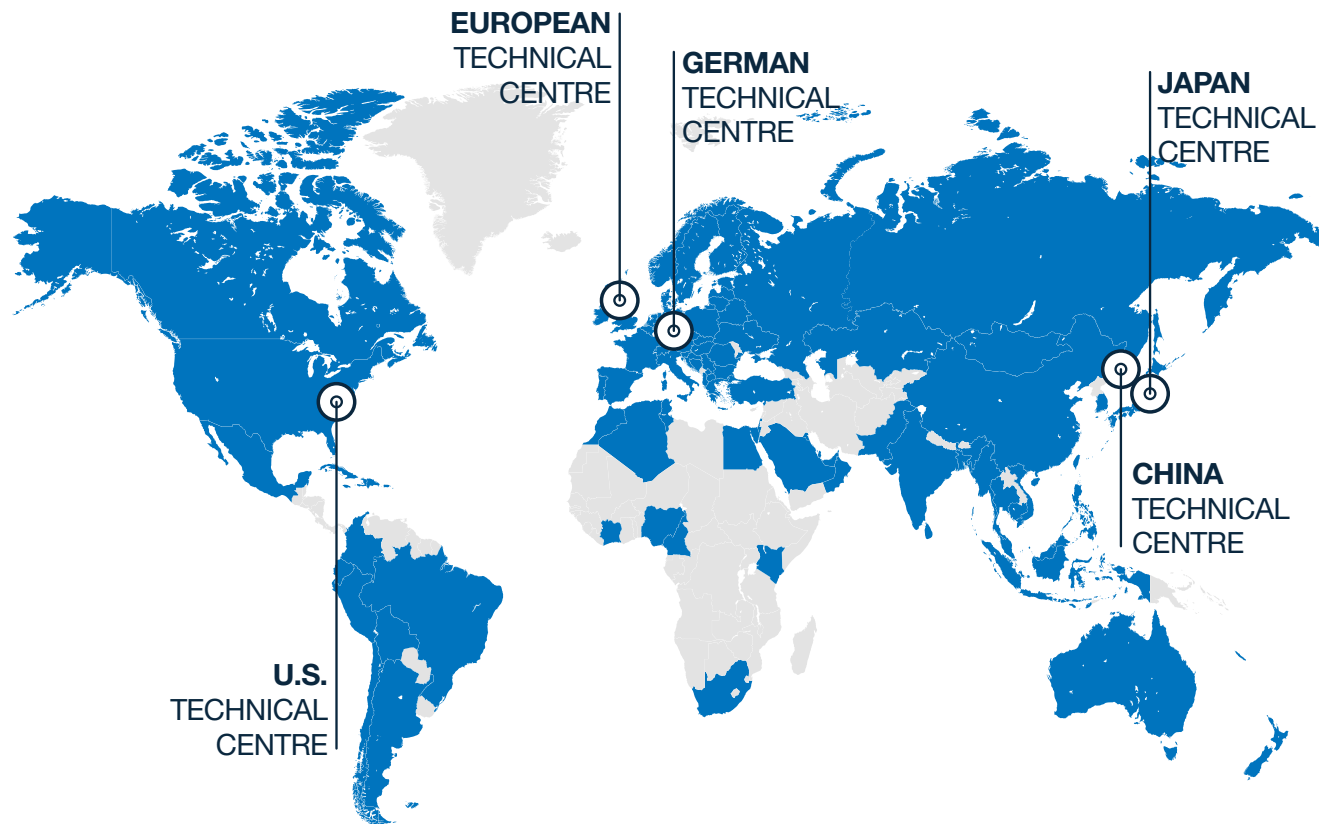 EUROPEAN
TECHNICAL
CENTRE
GERMAN
TECHNICAL
CENTRE
JAPAN
TECHNICAL
CENTRE
CHINA
TECHNICAL
CENTRE
U.S.
TECHNICAL
CENTRE